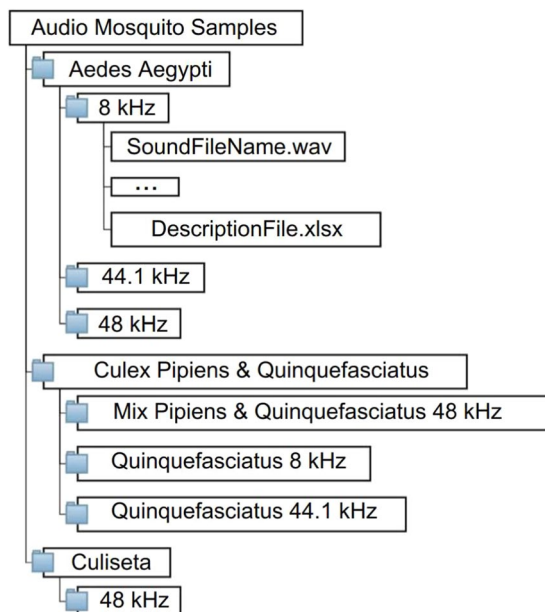 Audio Mosquito Samples
Aedes Aegypti
8 kHz
SoundFileName.wav
...
DescriptionFile.xlsx
44.1 kHz
48 kHz
Culex Pipiens & Quinquefasciatus
Mix Pipiens & Quinquefasciatus 48 kHz
Quinquefasciatus 8 kHz
Quinquefasciatus 44.1 kHz
Culiseta
48 kHz